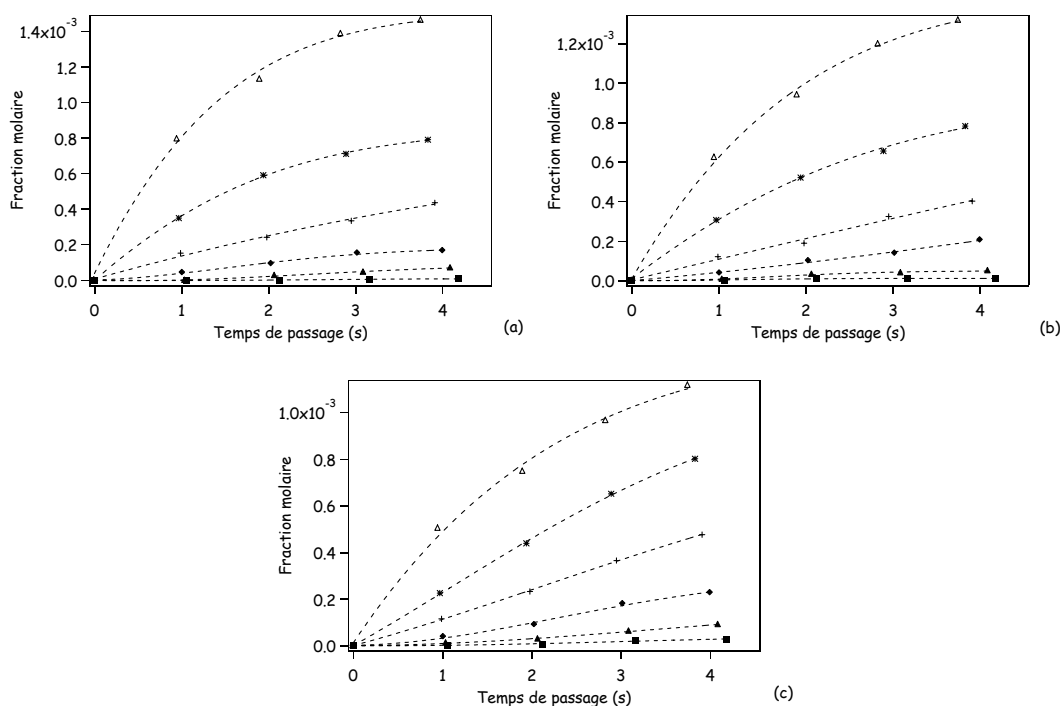 1.4x10⁻³
1.2
1.0
0.8
0.6
0.4
0.2
0.0
Fraction molaire
0 1 2 3 4
Temps de passage (s)
(a)
1.2x10⁻³
1.0
0.8
0.6
0.4
0.2
0.0
Fraction molaire
0 1 2 3 4
Temps de passage (s)
(b)
1.0x10⁻³
0.8
0.6
0.4
0.2
0.0
Fraction molaire
0 1 2 3 4
Temps de passage (s)
(c)